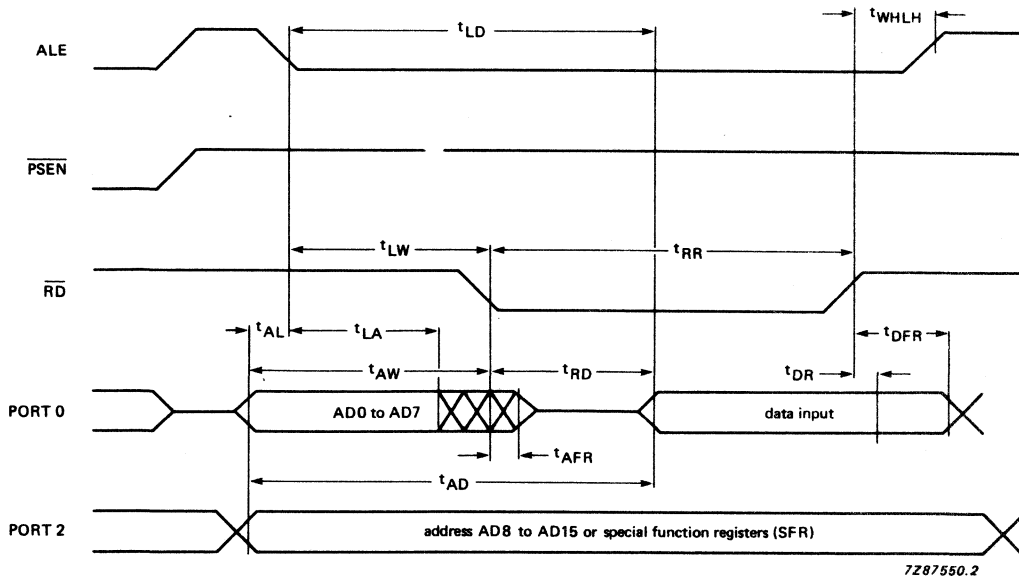 tWHLH
tLD
ALE
PSEN
tLW
tRR
RD
tAL
tLA
tDFR
tAW
tRD
tDR
PORT 0
AD0 to AD7
data input
tAFR
tAD
PORT 2
address AD8 to AD15 or special function registers (SFR)
7Z87550.2